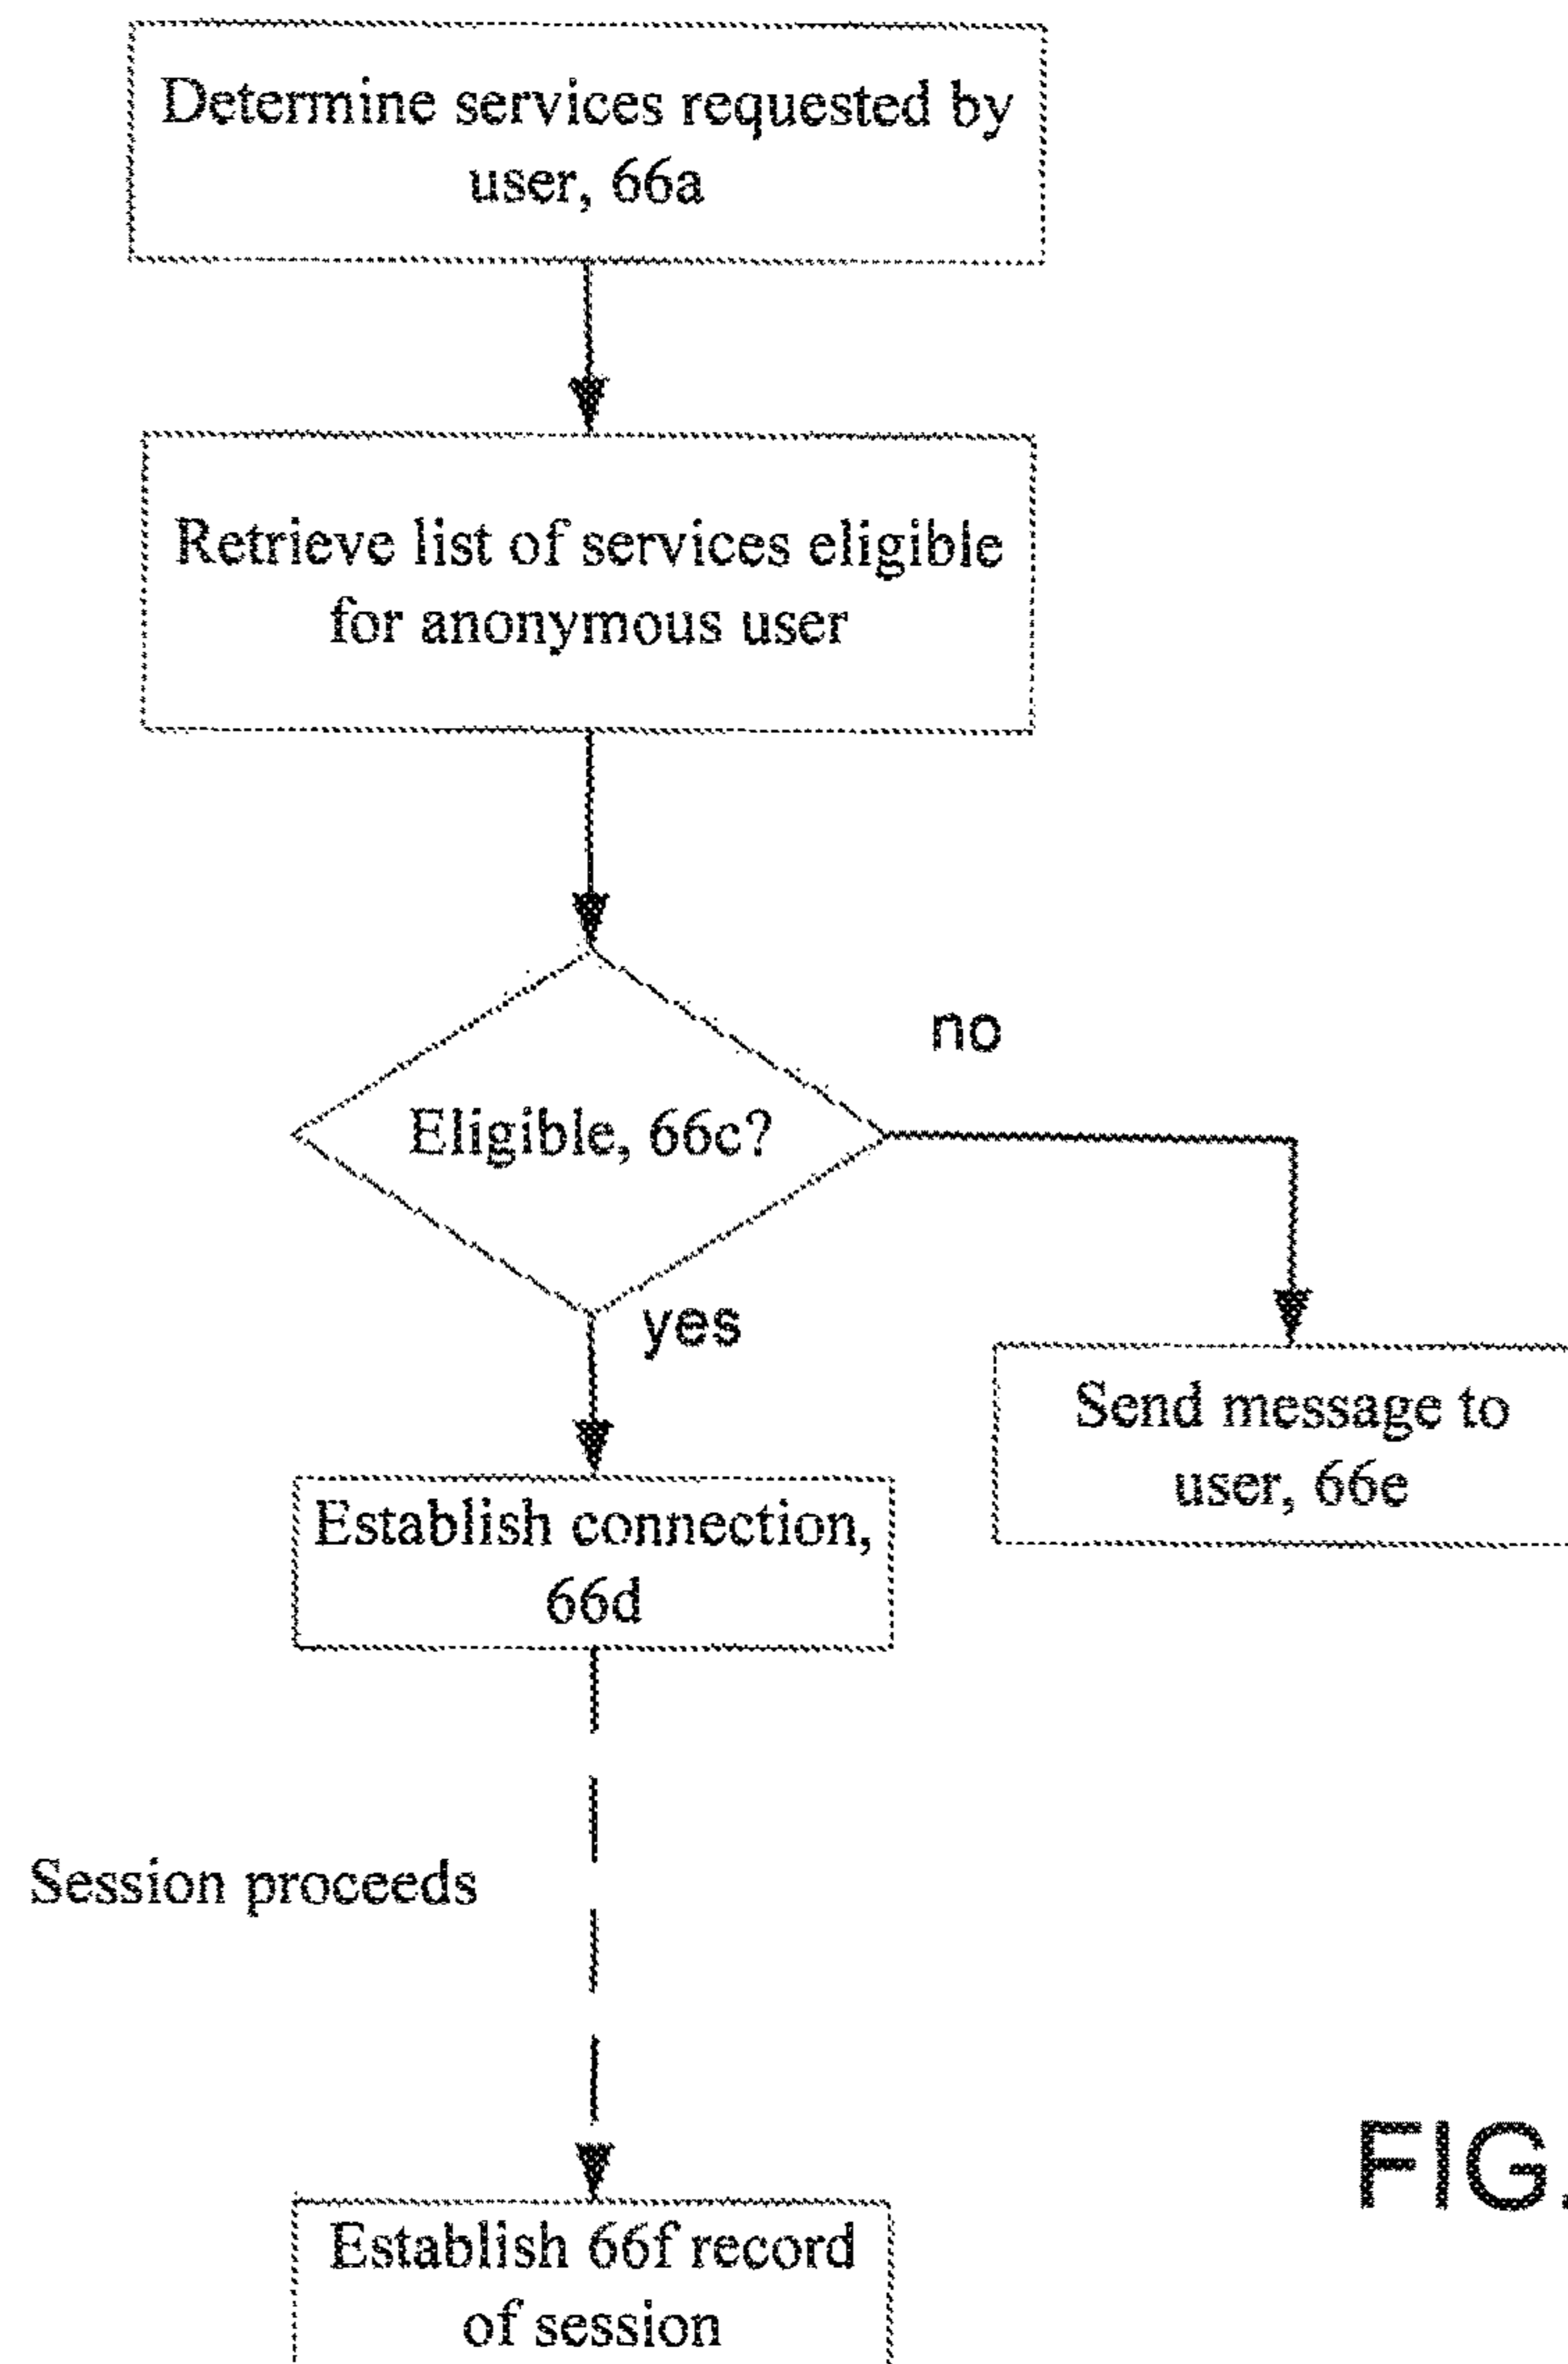 Determine services requested by
user, 66a
Retrieve list of services eligible
for anonymous user
no
Eligible, 66c?
yes
Send message to
user, 66e
Establish connection,
66d
Session proceeds
FIG.
Establish 66f record
of session